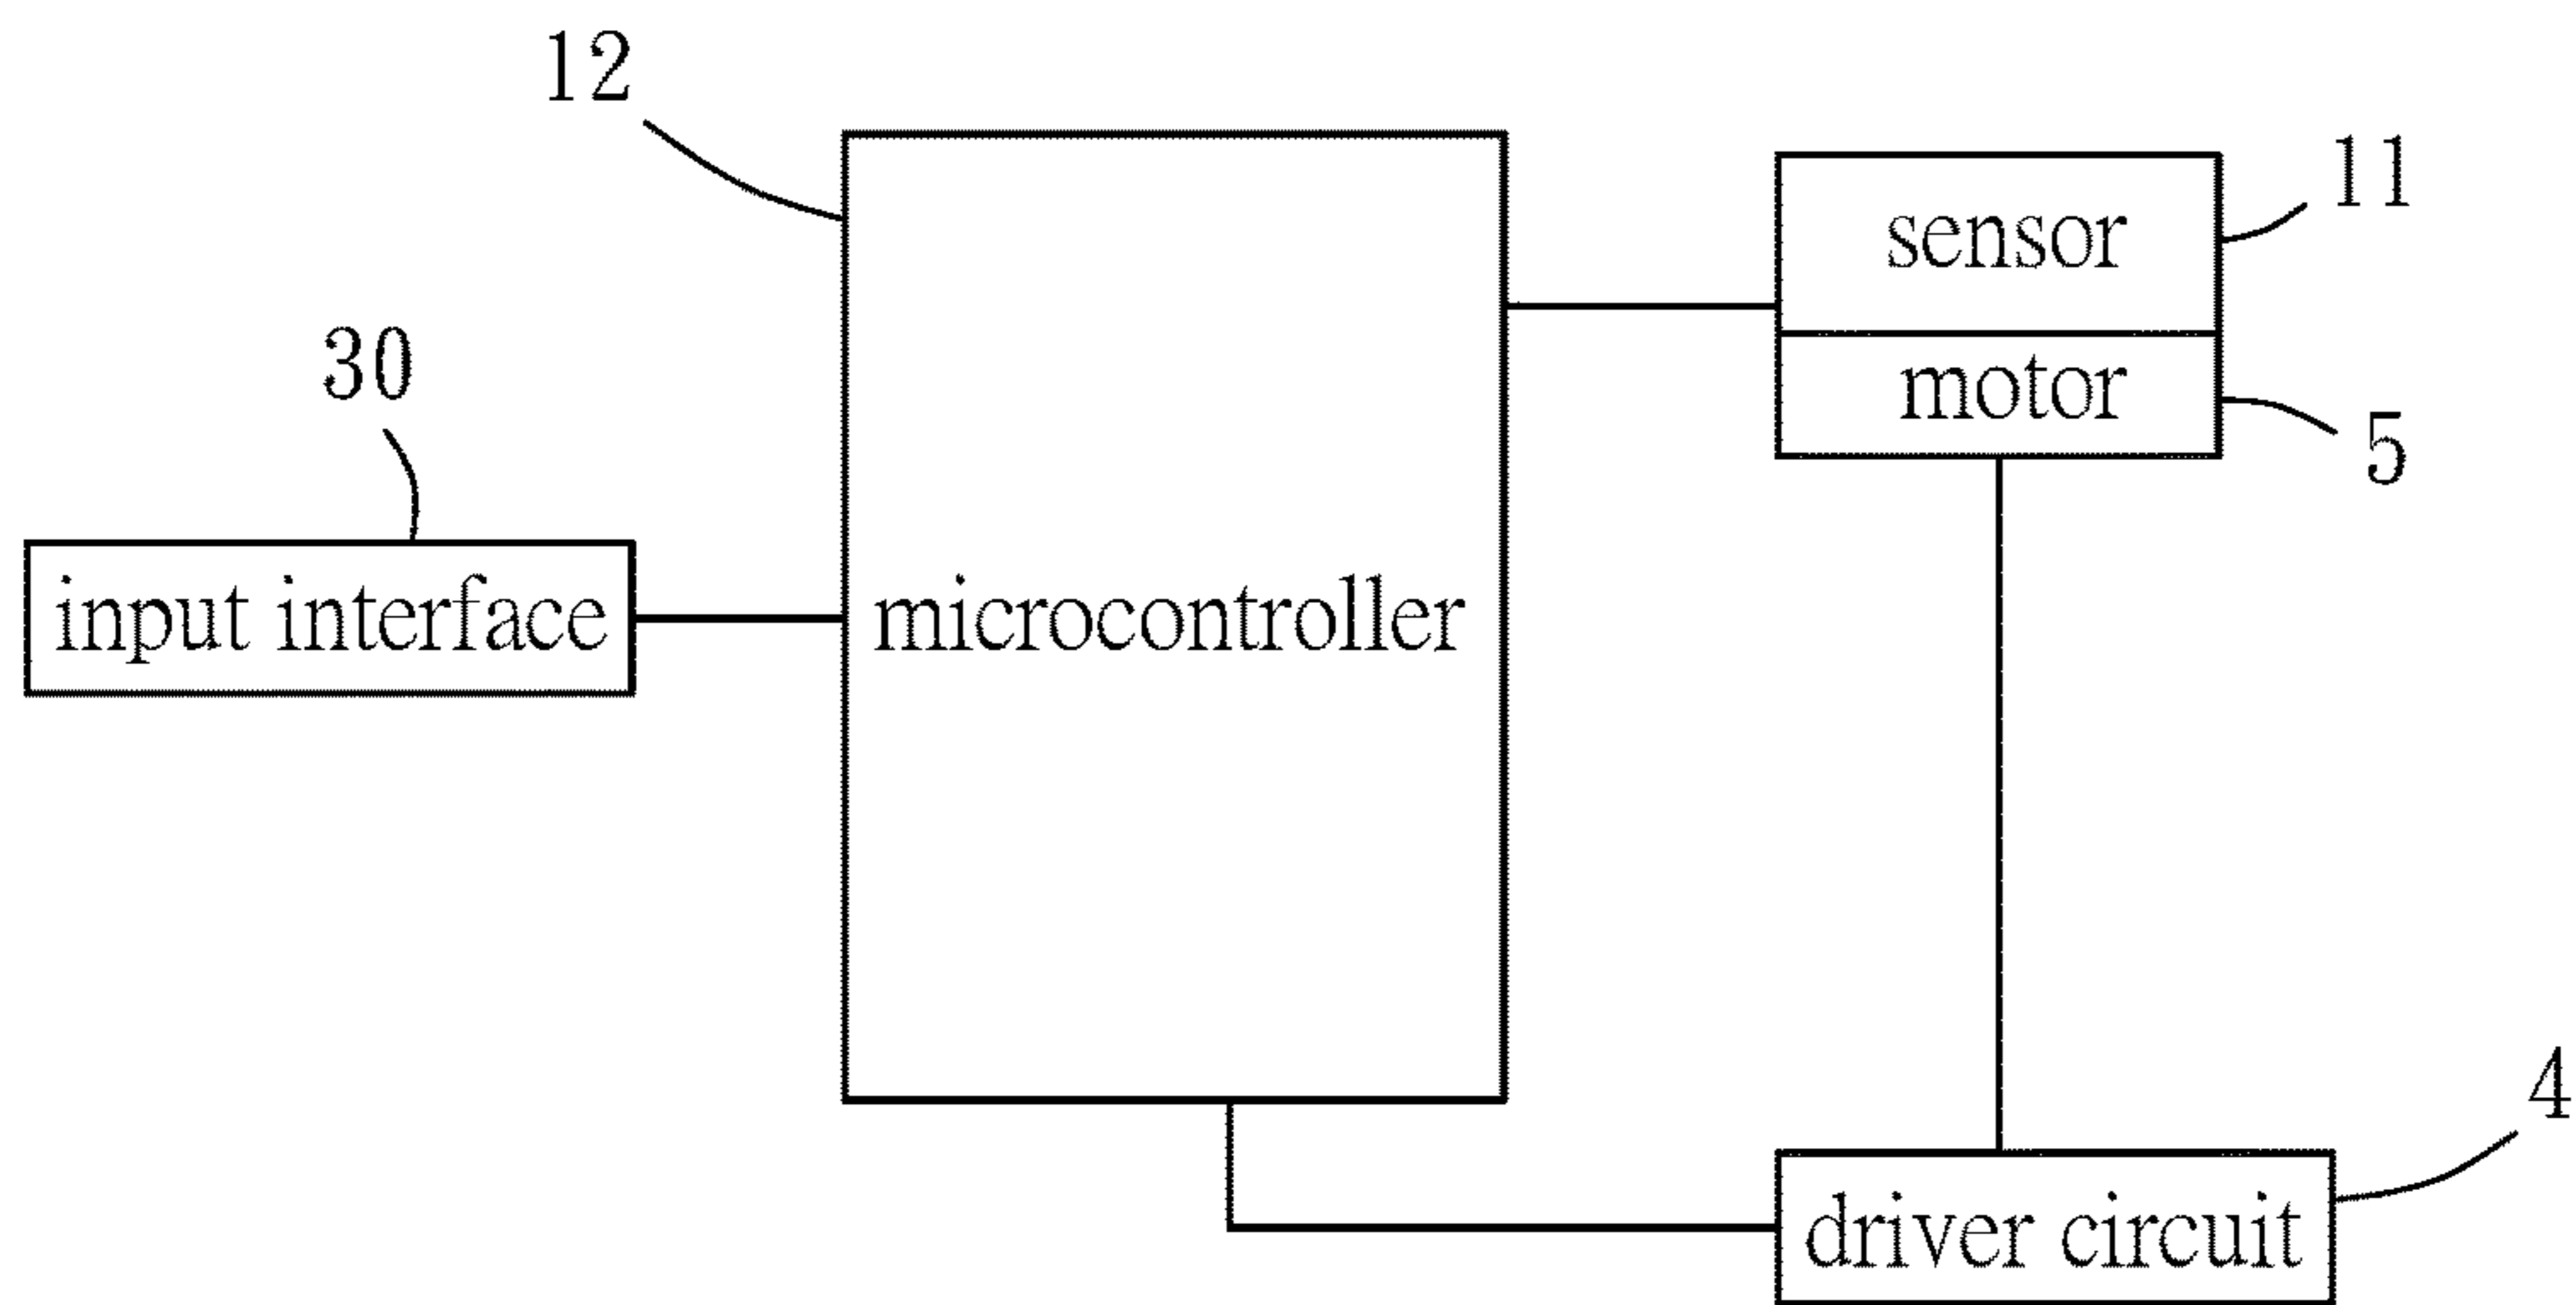 12
11
sensor
motor
5
30
input interface
microcontroller
4
driver circuit